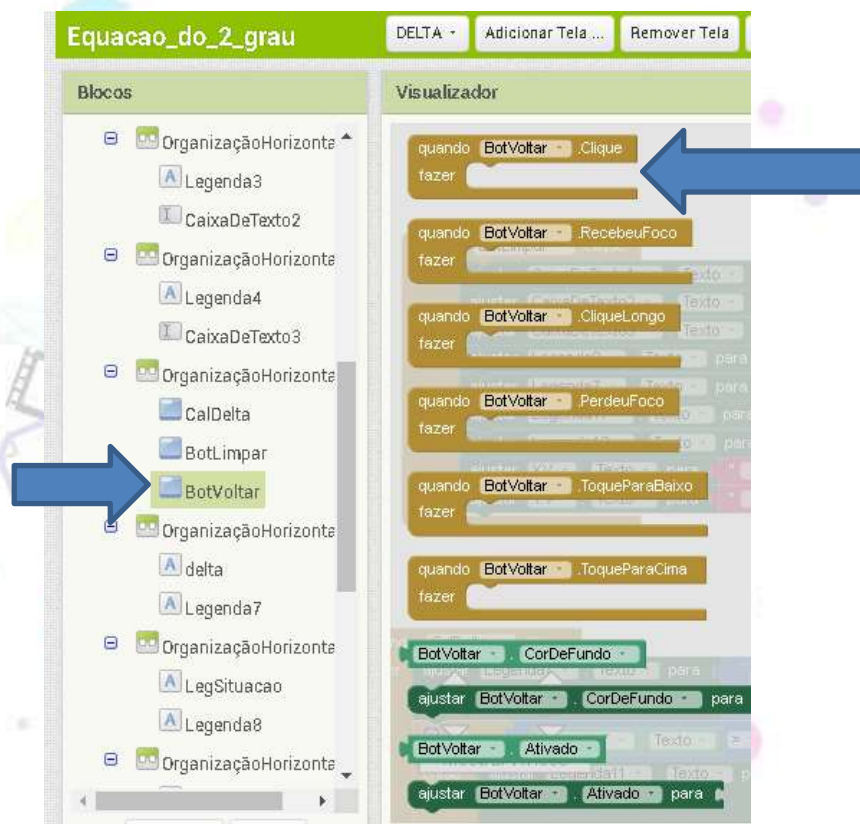 Equacao_do_2_grau
DELTA
Adicionar Tela ...
Remover Tela
Blocos
Visualizador
OrganizaçãoHorizonta
Legenda3
CaixaDeTexto2
OrganizaçãoHorizonta
Legenda4
CaixaDeTexto3
OrganizaçãoHorizonta
CalDelta
BotLimpar
BotVoltar
OrganizaçãoHorizonta
delta
Legenda7
OrganizaçãoHorizonta
LegSituacao
Legenda8
OrganizaçãoHorizonta
quando BotVoltar .Clique
fazer
quando BotVoltar .RecebeuFoco
fazer
quando BotVoltar .CliqueLongo
fazer
quando BotVoltar .PerdeuFoco
fazer
quando BotVoltar .ToqueParaBaixo
fazer
quando BotVoltar .ToqueParaCima
fazer
BotVoltar . CorDeFundo
ajustar BotVoltar . CorDeFundo para
BotVoltar . Ativado
ajustar BotVoltar . Ativado para